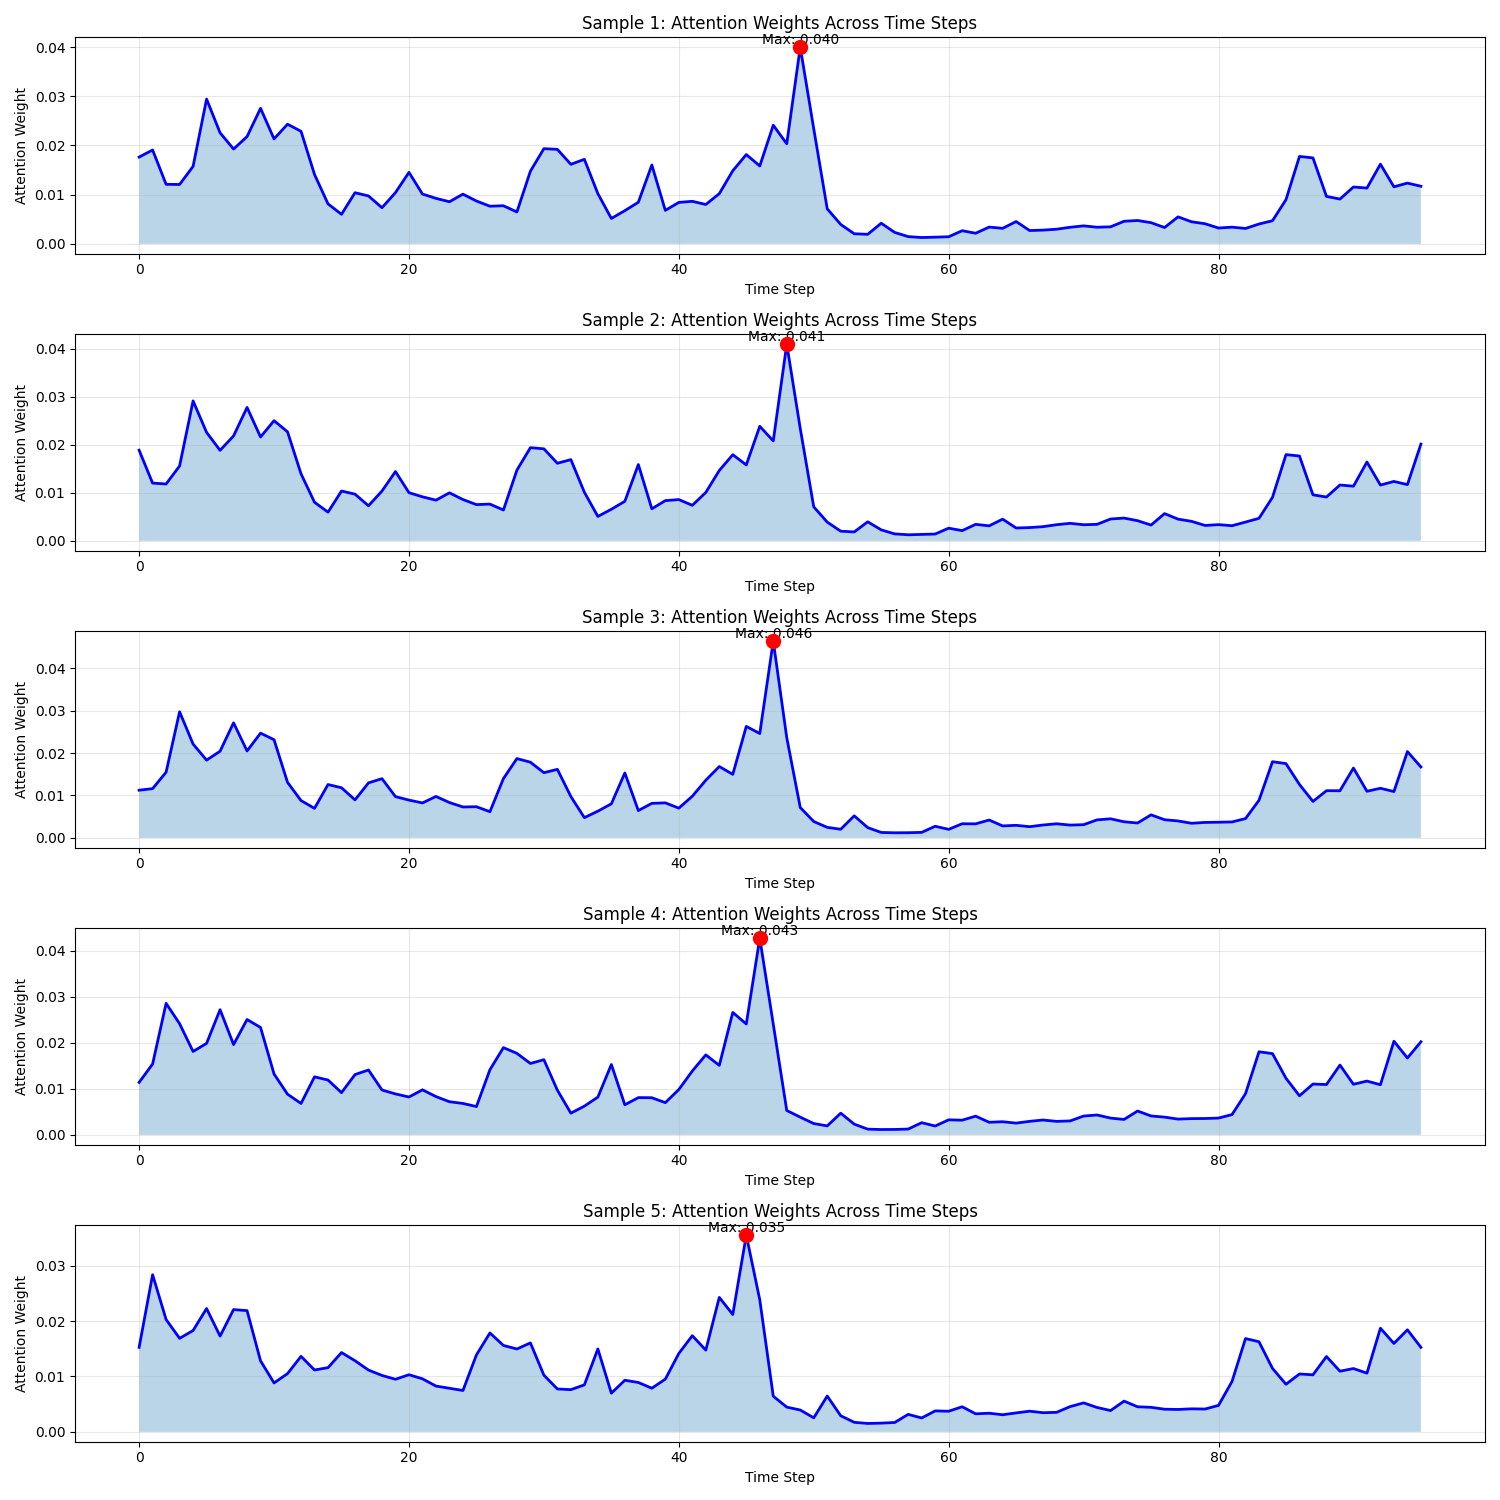 Sample 1: Attention Weights Across Time Steps
Max: 0.040
0.04
0.03
0.02
0.01
0.00
Attention Weight
0 20 40 60 80
Time Step
Sample 2: Attention Weights Across Time Steps
Max: 0.041
0.04
0.03
0.02
0.01
0.00
Attention Weight
0 20 40 60 80
Time Step
Sample 3: Attention Weights Across Time Steps
Max: 0.046
0.04
0.03
0.02
0.01
0.00
Attention Weight
0 20 40 60 80
Time Step
Sample 4: Attention Weights Across Time Steps
Max: 0.043
0.04
0.03
0.02
0.01
0.00
Attention Weight
0 20 40 60 80
Time Step
Sample 5: Attention Weights Across Time Steps
Max: 0.035
0.03
0.02
0.01
0.00
Attention Weight
0 20 40 60 80
Time Step